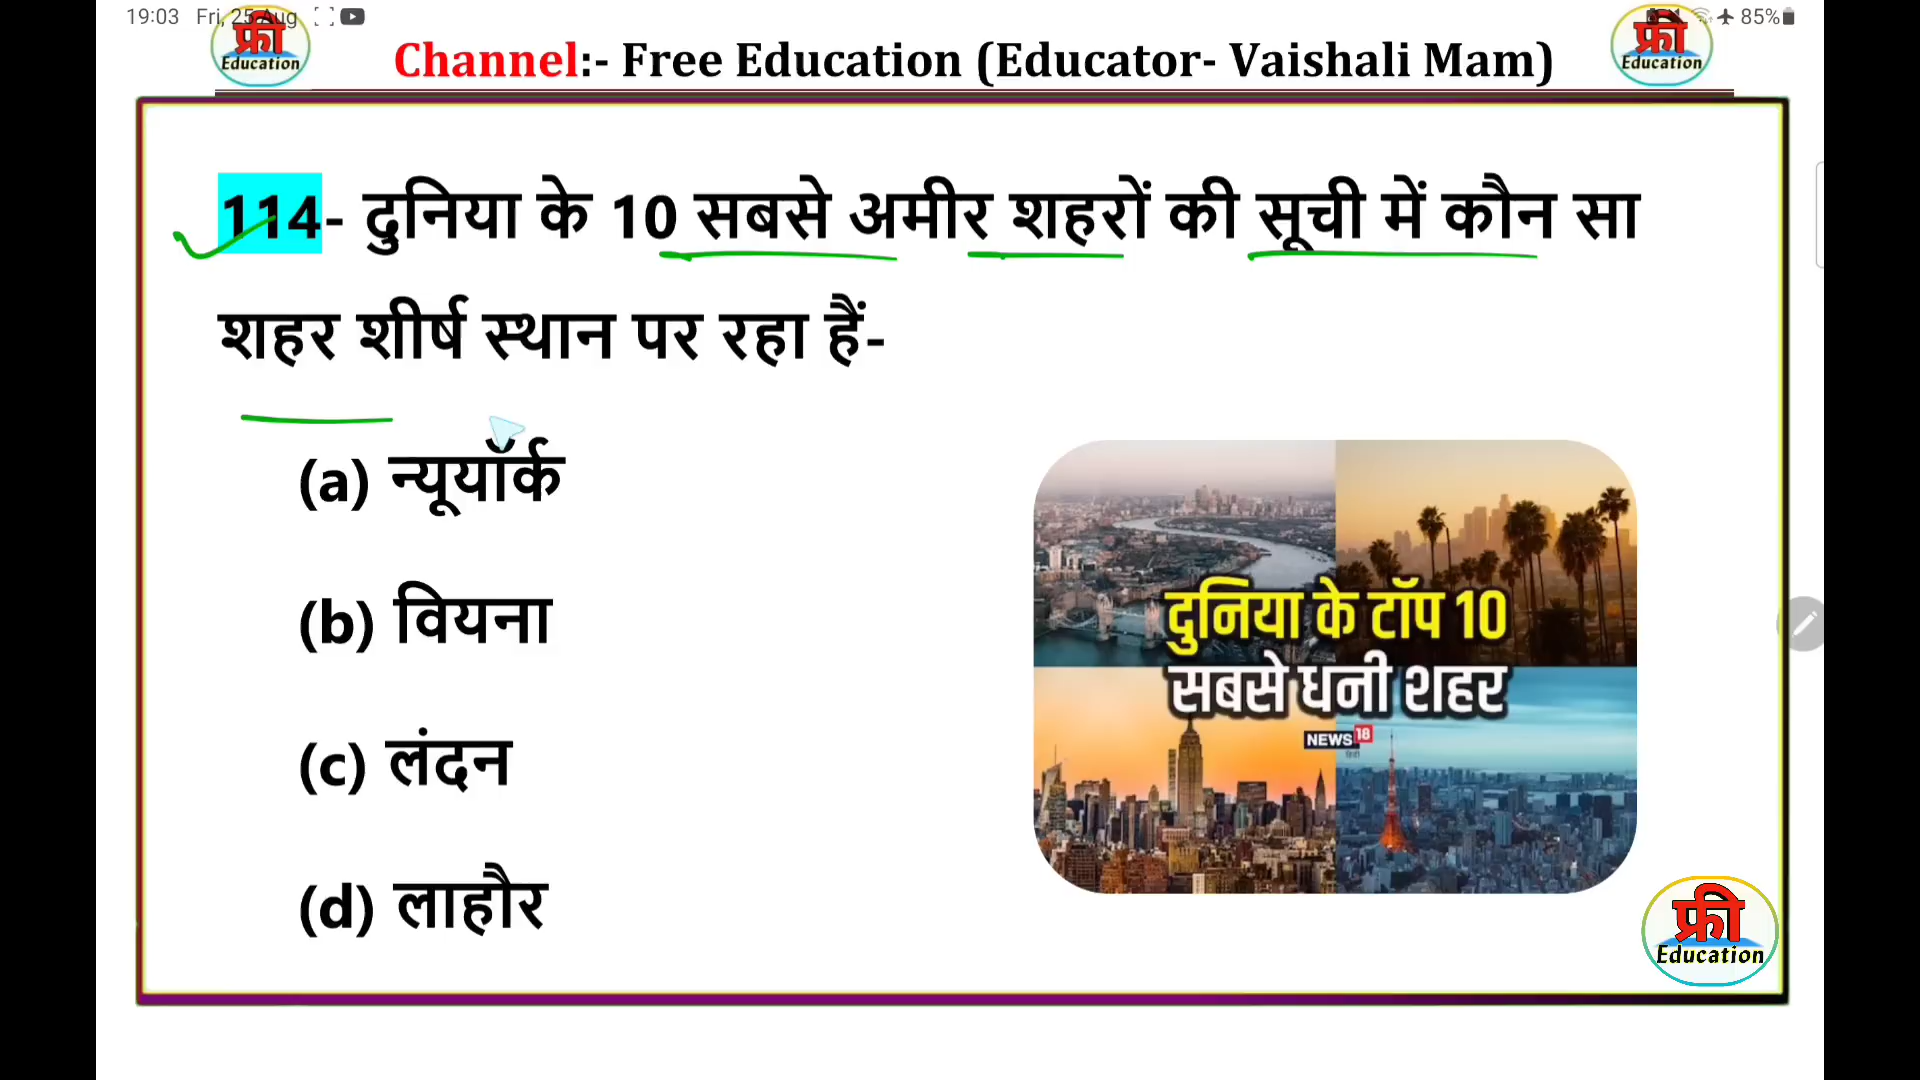 19:03 Fri, 25 Aug
85%
फ्री
Education
Channel:- Free Education (Educator- Vaishali Mam)
फ्री
Education
114- दुनिया के 10 सबसे अमीर शहरों की सूची में कौन सा
शहर शीर्ष स्थान पर रहा हैं-
(a) न्यूयॉर्क
(b) वियना
(c) लंदन
(d) लाहौर
दुनिया के टॉप 10
सबसे धनी शहर
NEWS 18
हिंदी
फ्री
Education